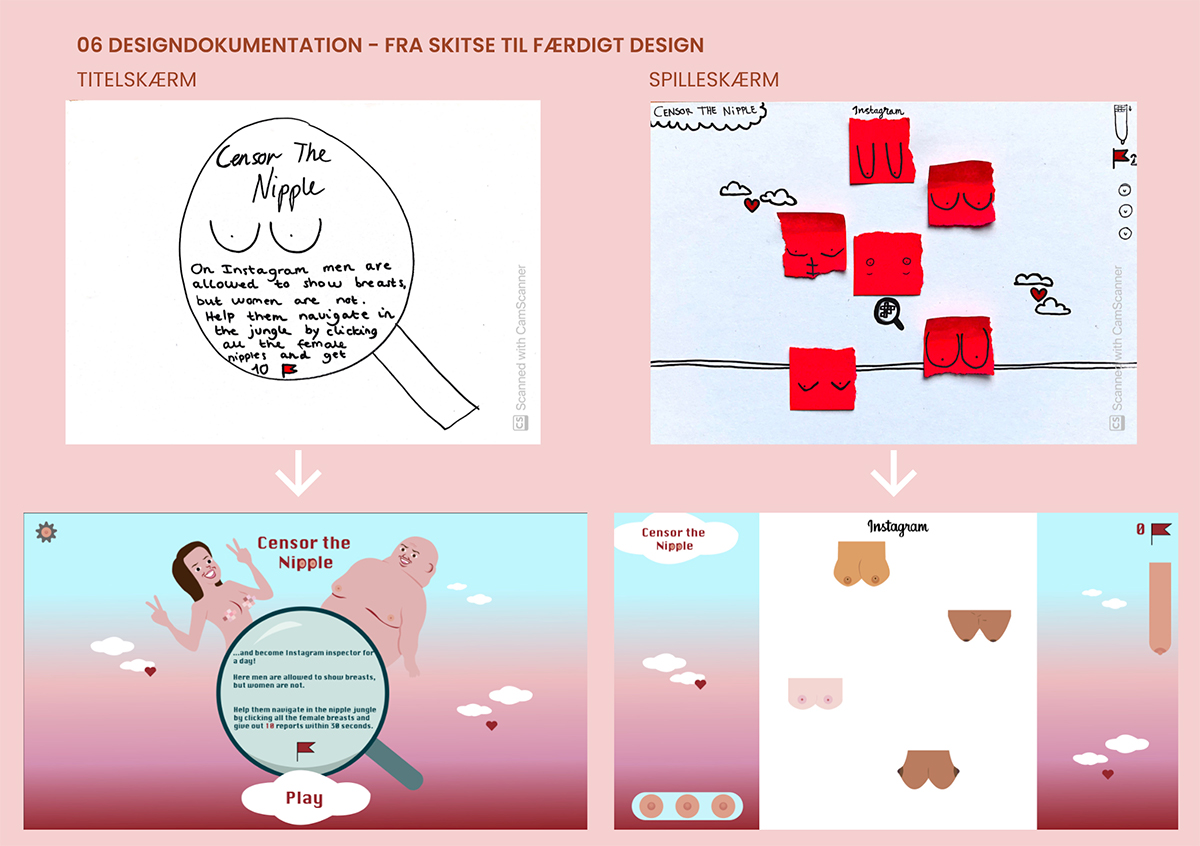 06 DESIGNDOKUMENTATION - FRA SKITSE TIL FÆRDIGT DESIGN
TITELSKÆRM
Censor The
Nipple
On Instagram men are
allowed to show breasts,
but women are not.
Help them navigate in
the jungle by clicking
all the female
nipples and get
10
CS Scanned with CamScanner
SPILLESKÆRM
CENSOR THE NIPPLE
Instagram
2
CS Scanned with CamScanner
Censor the
Nipple
...and become Instagram inspector for
a day!
Here men are allowed to show breasts,
but women are not.
Help them navigate in the nipple jungle
by clicking all the female breasts and
give out 10 reports within 30 seconds.
Play
Censor the
Nipple
Instagram
0